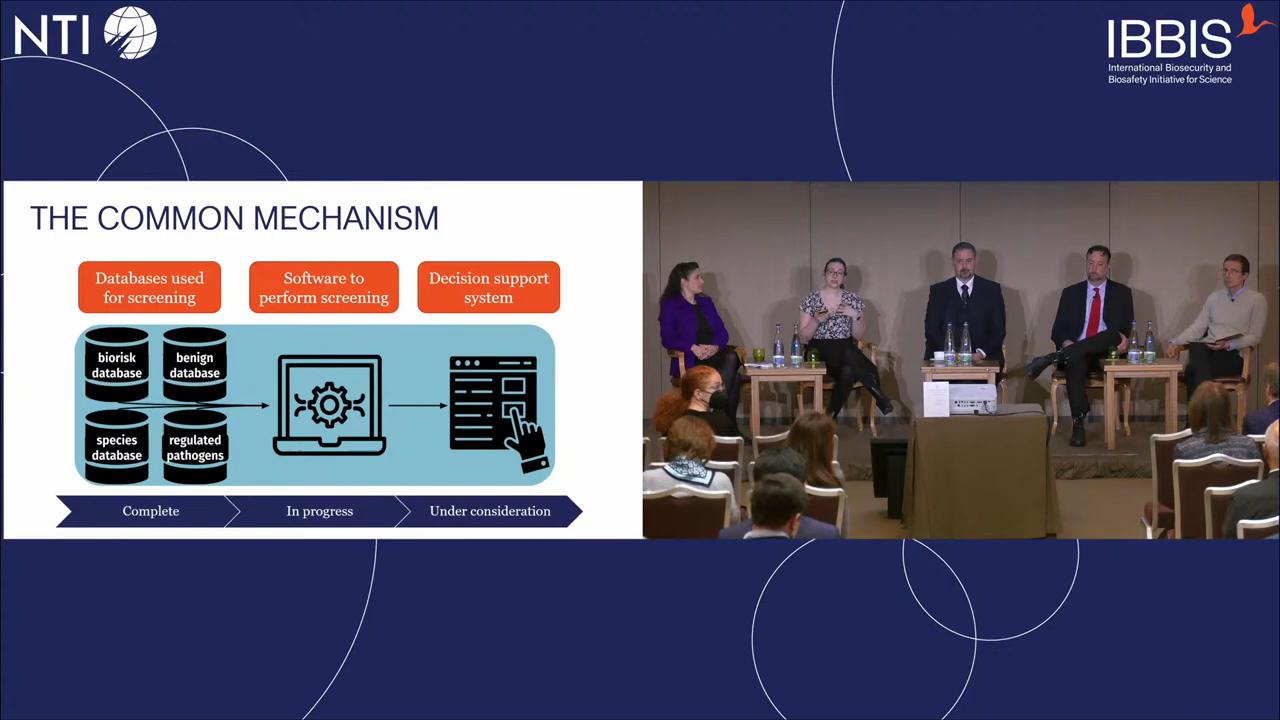 NTI
IBBIS
International Biosecurity and
Biosafety Initiative for Science
THE COMMON MECHANISM
Databases used
for screening
Software to
perform screening
Decision support
system
biorisk
database
benign
database
species
database
regulated
pathogens
Complete
In progress
Under consideration